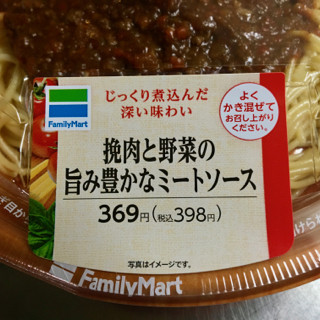 じっくり煮込んだ
深い味わい
よく
かき混ぜて
お召し上がり
ください。
FamilyMart
挽肉と野菜の
旨み豊かなミートソース
369円(税込398円)
写真はイメージです。
FamilyMart